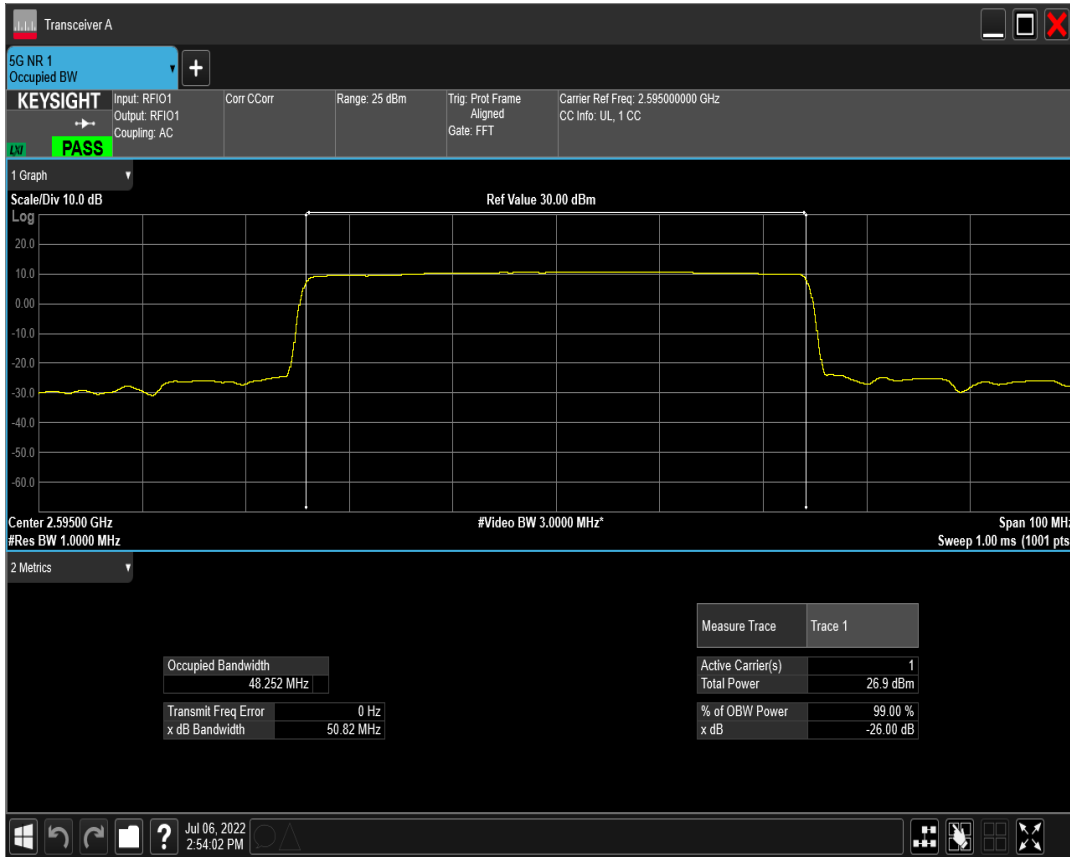 Transceiver A
5G NR 1
Occupied BW
KEYSIGHT
LXI
PASS
Input: RFIO1
Output: RFIO1
Coupling: AC
Corr CCorr
Range: 25 dBm
Trig: Prot Frame
Aligned
Gate: FFT
Carrier Ref Freq: 2.595000000 GHz
CC Info: UL, 1 CC
1 Graph
Scale/Div 10.0 dB
Ref Value 30.00 dBm
Log
20.0
10.0
0.00
-10.0
-20.0
-30.0
-40.0
-50.0
-60.0
Center 2.59500 GHz
#Video BW 3.0000 MHz*
Span 100 MHz
#Res BW 1.0000 MHz
Sweep 1.00 ms (1001 pts
2 Metrics
Measure Trace Trace 1
Occupied Bandwidth
48.252 MHz
Active Carrier(s) 1
Total Power 26.9 dBm
Transmit Freq Error 0 Hz
x dB Bandwidth 50.82 MHz
% of OBW Power 99.00 %
x dB -26.00 dB
?
Jul 06, 2022
2:54:02 PM